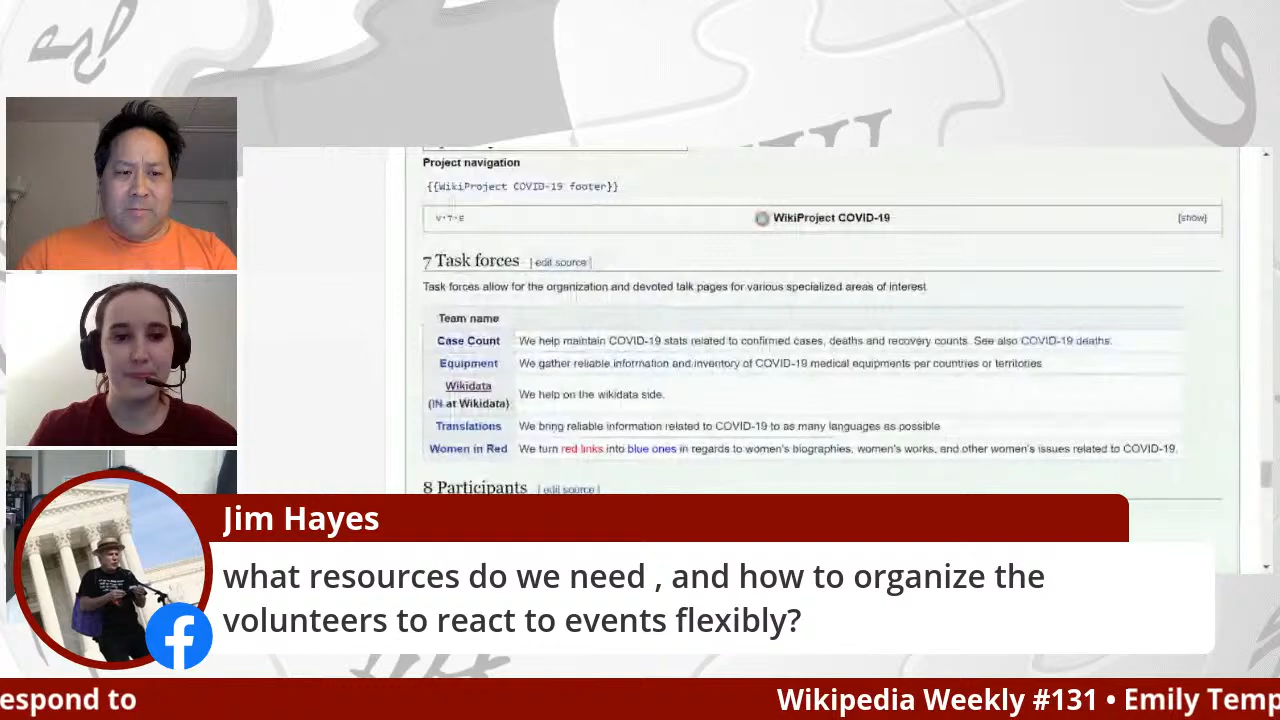 Project navigation
{{WikiProject COVID-19 footer}}
V·T·E
WikiProject COVID-19
[show]
7 Task forces [edit source]
Task forces allow for the organization and devoted talk pages for various specialized areas of interest
Team name
Case Count We help maintain COVID-19 stats related to confirmed cases, deaths and recovery counts. See also COVID-19 deaths.
Equipment We gather reliable information and inventory of COVID-19 medical equipments per countries or territories
Wikidata
(IN at Wikidata) We help on the wikidata side.
Translations We bring reliable information related to COVID-19 to as many languages as possible
Women in Red We turn red links into blue ones in regards to women's biographies, women's works, and other women's issues related to COVID-19.
8 Participants [edit source]
Jim Hayes
what resources do we need , and how to organize the
volunteers to react to events flexibly?
espond to
Wikipedia Weekly #131 • Emily Temp